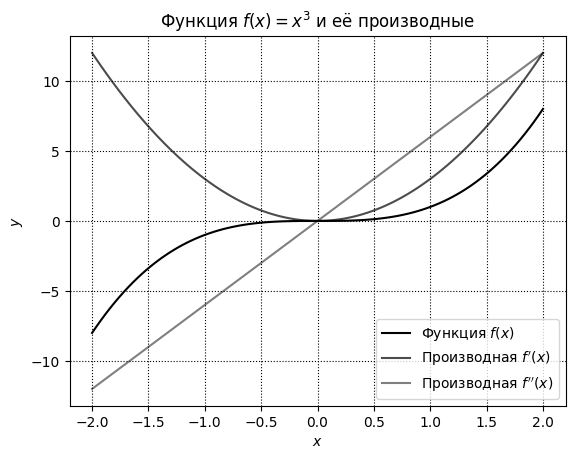 Функция f(x) = x³ и её производные
y
10
5
0
−5
−10
−2.0 −1.5 −1.0 −0.5 0.0 0.5 1.0 1.5 2.0
x
Функция f(x)
Производная f′(x)
Производная f′′(x)